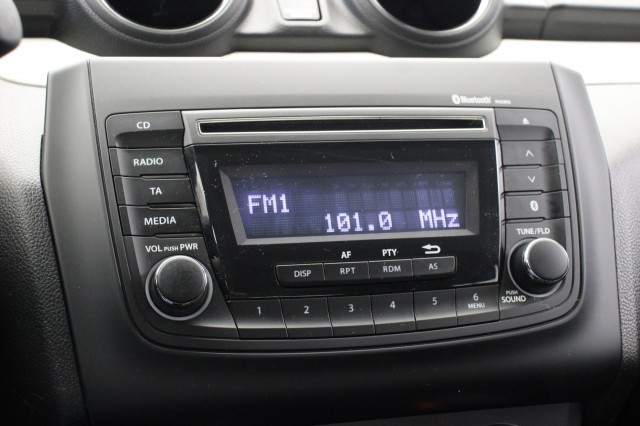 Bluetooth
CD
RADIO
TA
MEDIA
VOL PUSH PWR
FM1
101.0 MHz
AF PTY
DISP RPT RDM AS
1 2 3 4 5 6
MENU
TUNE/FLD
PUSH
SOUND